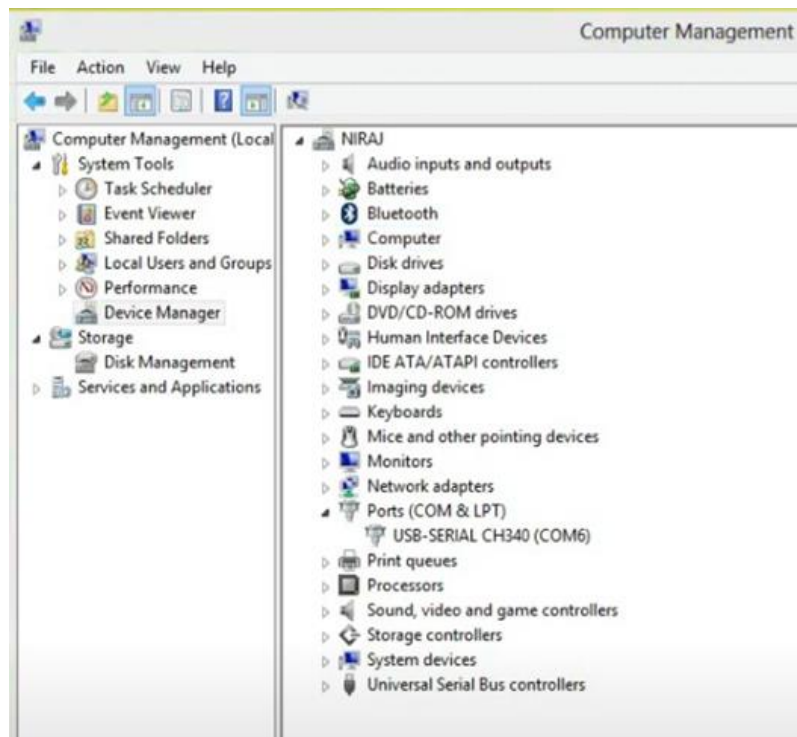 Computer Management
File Action View Help
Computer Management (Local
System Tools
Task Scheduler
Event Viewer
Shared Folders
Local Users and Groups
Performance
Device Manager
Storage
Disk Management
Services and Applications
NIRAJ
Audio inputs and outputs
Batteries
Bluetooth
Computer
Disk drives
Display adapters
DVD/CD-ROM drives
Human Interface Devices
IDE ATA/ATAPI controllers
Imaging devices
Keyboards
Mice and other pointing devices
Monitors
Network adapters
Ports (COM & LPT)
USB-SERIAL CH340 (COM6)
Print queues
Processors
Sound, video and game controllers
Storage controllers
System devices
Universal Serial Bus controllers